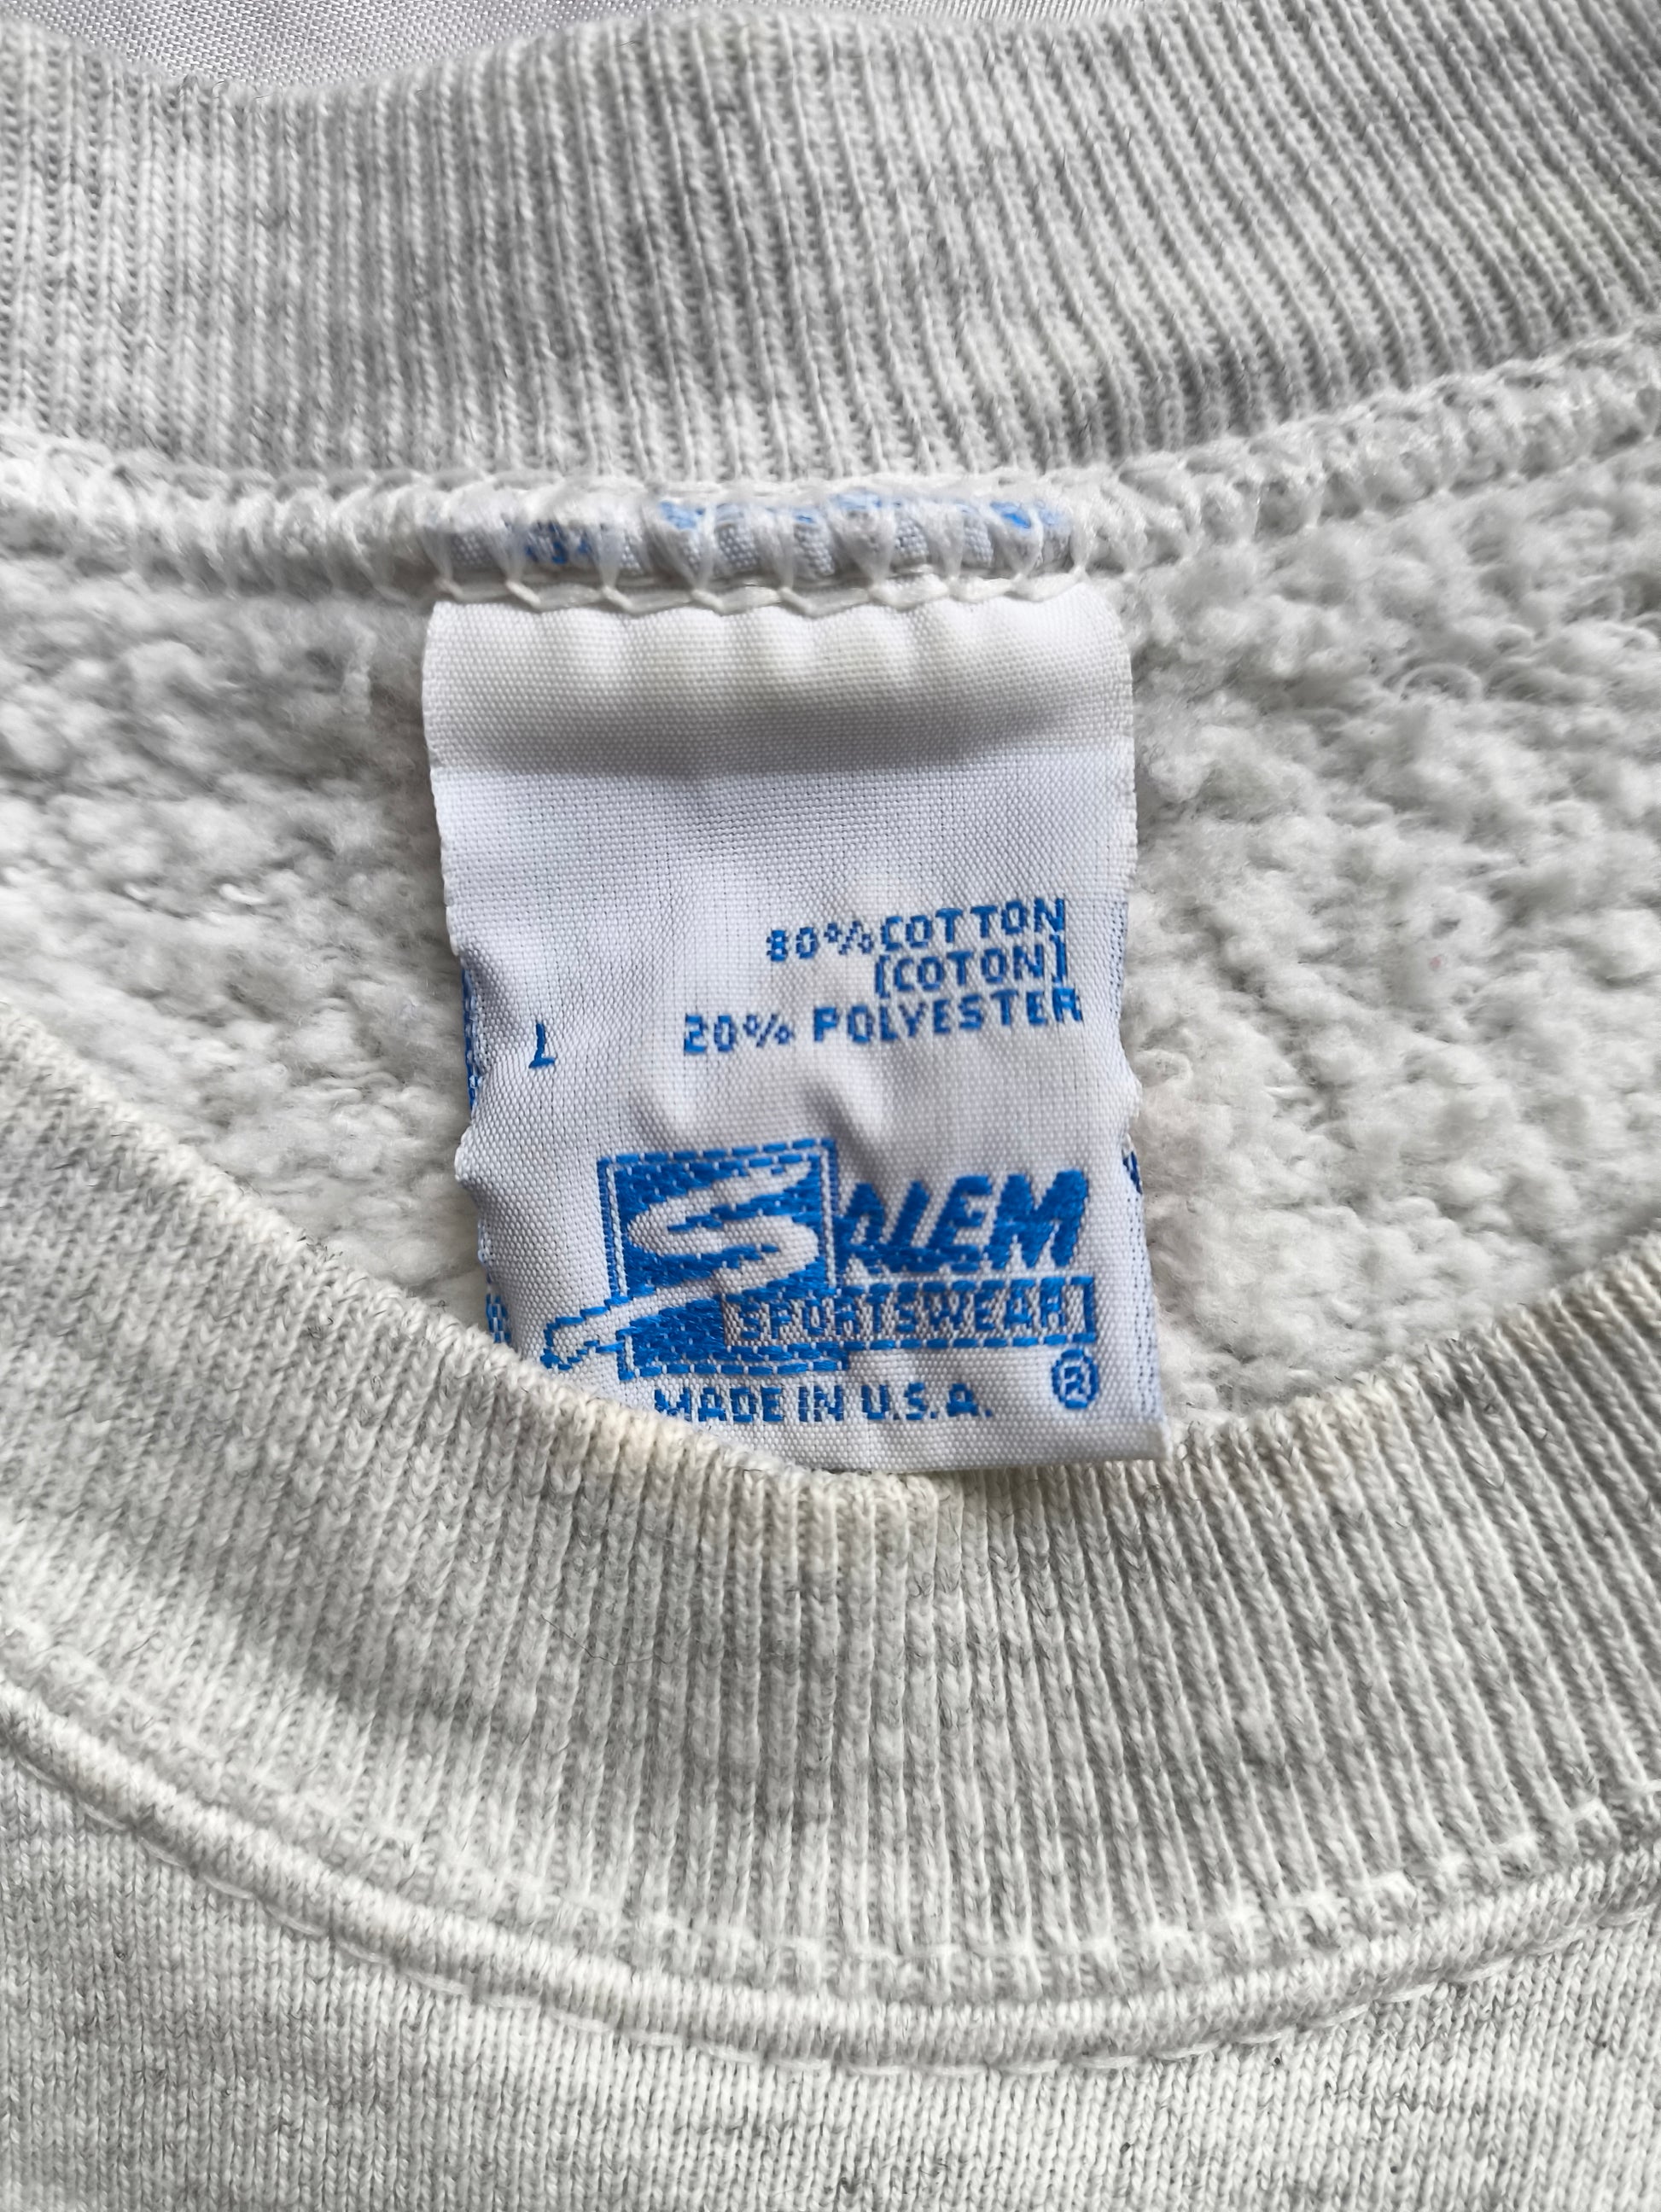 80% COTTON
[COTON]
20% POLYESTER
SALEM
SPORTSWEAR
®
MADE IN U.S.A.